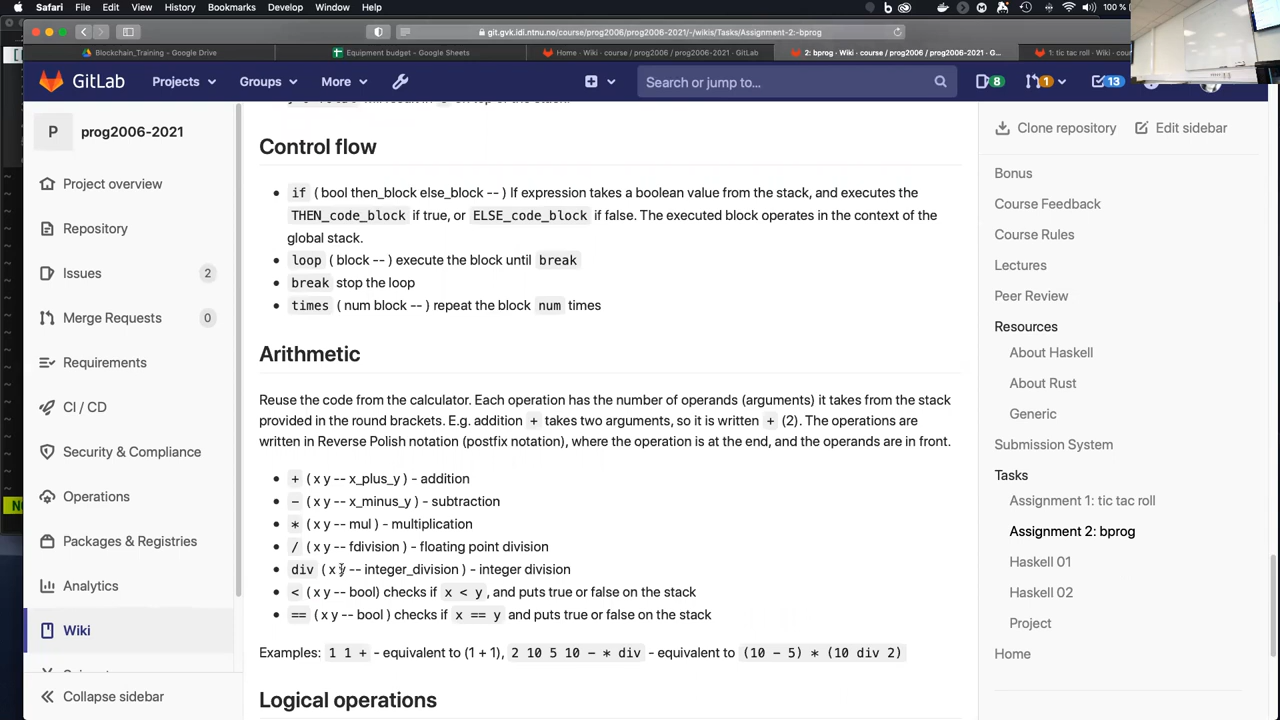 Safari File Edit View History Bookmarks Develop Window Help 100 %
git.gvk.idi.ntnu.no/course/prog2006/prog2006-2021/-/wikis/Tasks/Assignment-2:-bprog
Blockchain_Training – Google Drive Equipment budget – Google Sheets Home · Wiki · course / prog2006 / prog2006-2021 · GitLab 2: bprog · Wiki · course / prog2006 / prog2006-2021 · G... 1: tic tac roll · Wiki · cou
GitLab Projects Groups More Search or jump to... 8 1 13
P prog2006-2021
Project overview
Repository
Issues 2
Merge Requests 0
Requirements
CI / CD
Security & Compliance
Operations
Packages & Registries
Analytics
Wiki
Collapse sidebar
Control flow
if ( bool then_block else_block -- ) If expression takes a boolean value from the stack, and executes the
THEN_code_block if true, or ELSE_code_block if false. The executed block operates in the context of the
global stack.
loop ( block -- ) execute the block until break
break stop the loop
times ( num block -- ) repeat the block num times
Arithmetic
Reuse the code from the calculator. Each operation has the number of operands (arguments) it takes from the stack
provided in the round brackets. E.g. addition + takes two arguments, so it is written + (2). The operations are
written in Reverse Polish notation (postfix notation), where the operation is at the end, and the operands are in front.
+ ( x y -- x_plus_y ) - addition
- ( x y -- x_minus_y ) - subtraction
* ( x y -- mul ) - multiplication
/ ( x y -- fdivision ) - floating point division
div ( x y -- integer_division ) - integer division
< ( x y -- bool) checks if x < y , and puts true or false on the stack
== ( x y -- bool ) checks if x == y and puts true or false on the stack
Examples: 1 1 + - equivalent to (1 + 1), 2 10 5 10 - * div - equivalent to (10 - 5) * (10 div 2)
Logical operations
Clone repository Edit sidebar
Bonus
Course Feedback
Course Rules
Lectures
Peer Review
Resources
About Haskell
About Rust
Generic
Submission System
Tasks
Assignment 1: tic tac roll
Assignment 2: bprog
Haskell 01
Haskell 02
Project
Home